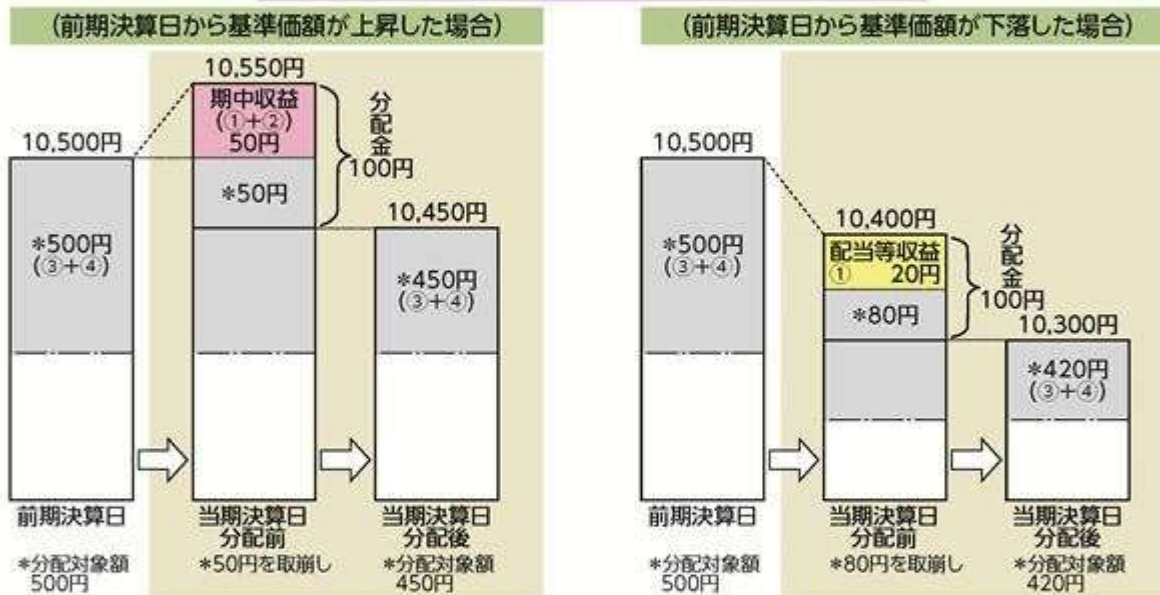 (前期決算日から基準価額が上昇した場合)
10,550円
期中収益
(①+②)
50円
分配金
100円
10,500円
*50円
10,450円
*500円
(③+④)
*450円
(③+④)
前期決算日
当期決算日
分配前
当期決算日
分配後
*分配対象額
500円
*50円を取崩し
*分配対象額
450円
(前期決算日から基準価額が下落した場合)
10,500円
10,400円
*500円
(③+④)
配当等収益
① 20円
分配金
100円
*80円
10,300円
*420円
(③+④)
前期決算日
当期決算日
分配前
当期決算日
分配後
*分配対象額
500円
*80円を取崩し
*分配対象額
420円